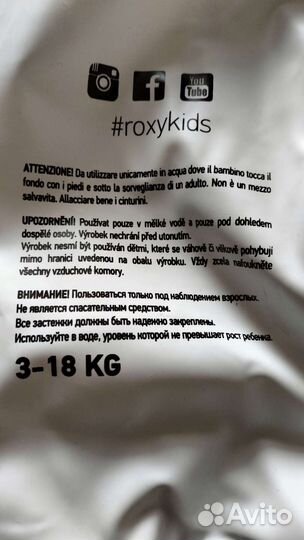 You
Tube
#roxykids
ATTENZIONE! Da utilizzare unicamente in acqua dove il bambino tocca il
fondo con i piedi e sotto la sorveglianza di un adulto. Non è un mezzo
salvavita. Allacciare bene i cinturini.
UPOZORNĚNÍ! Používat pouze v mělké vodě a pouze pod dohledem
dospělé osoby. Výrobek nechrání před utonutím.
Výrobek nesmí být používán dětmi, které se váhově či věkově pohybují
mimo hranici uvedenou na obalu výrobku. Vždy zcela nafoukněte
všechny vzduchové komory.
ВНИМАНИЕ! Пользоваться только под наблюдением взрослых.
Не является спасательным средством.
Все застежки должны быть надежно закреплены.
Используйте в воде, уровень которой не превышает рост ребенка.
3-18 KG
Avito